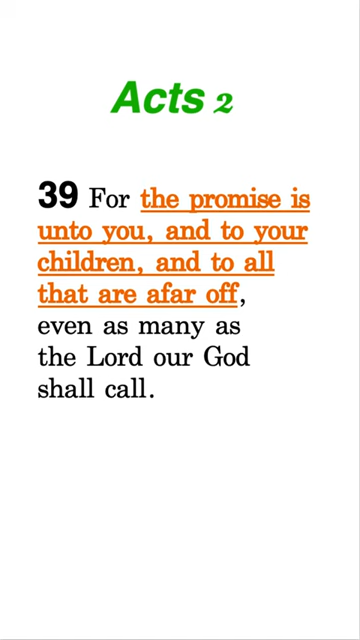 Acts 2
39 For the promise is
unto you, and to your
children, and to all
that are afar off,
even as many as
the Lord our God
shall call.